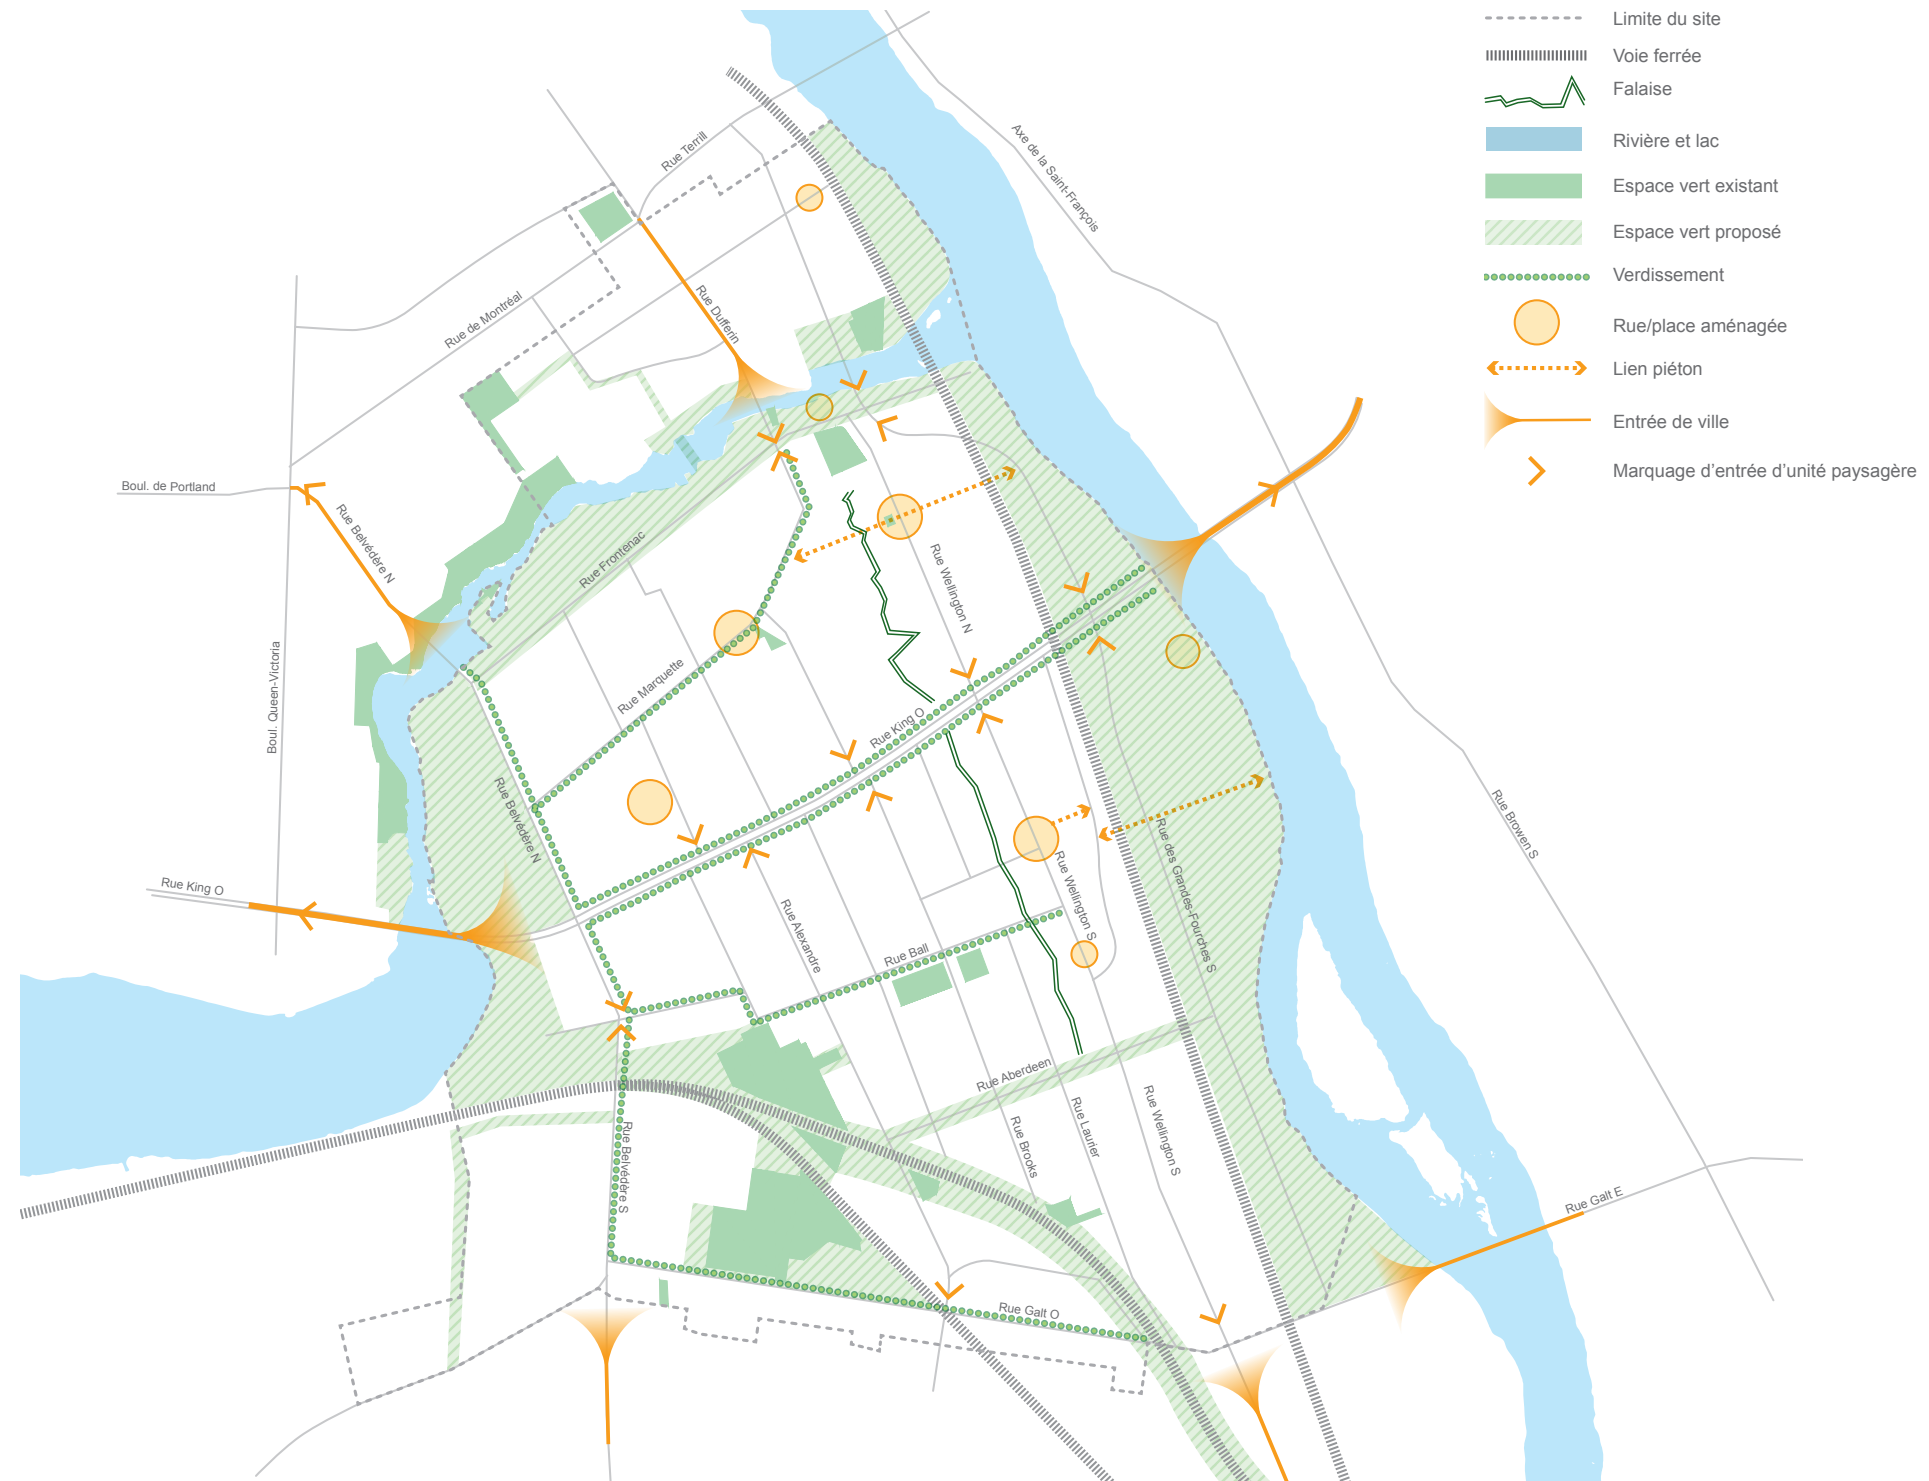 Limite du site
Voie ferrée
Falaise
Rivière et lac
Espace vert existant
Espace vert proposé
Verdissement
Rue/place aménagée
Lien piéton
Entrée de ville
Marquage d'entrée d'unité paysagère
Rue Terrill
Axe de la Saint-François
Rue de Montréal
Rue Dufferin
Boul. de Portland
Rue Belvédère N
Rue Frontenac
Rue Wellington N
Boul. Queen-Victoria
Rue Marquette
Rue King O
Rue Belvédère N
Rue King O
Rue Alexandre
Rue Ball
Rue Wellington S
Rue des Grandes-Fourches S
Rue Browen S
Rue Aberdeen
Rue Belvédère S
Rue Brooks
Rue Laurier
Rue Wellington S
Rue Galt E
Rue Galt O